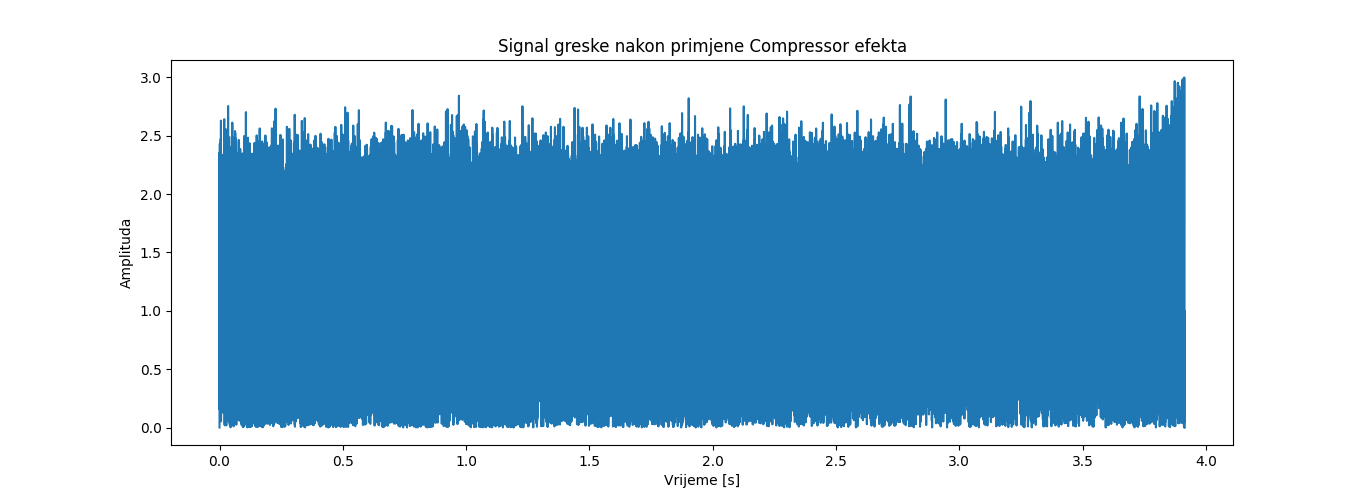 Signal greske nakon primjene Compressor efekta
3.0
2.5
2.0
1.5
1.0
0.5
0.0
Amplituda
0.0 0.5 1.0 1.5 2.0 2.5 3.0 3.5 4.0
Vrijeme [s]